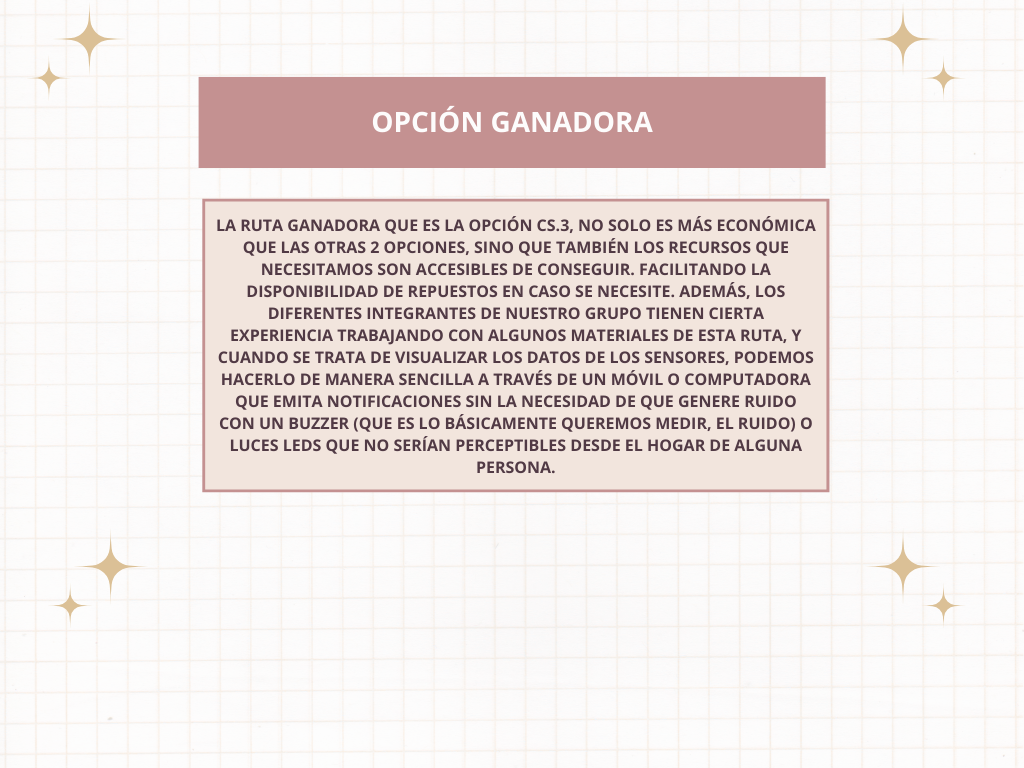 OPCIÓN GANADORA
LA RUTA GANADORA QUE ES LA OPCIÓN CS.3, NO SOLO ES MÁS ECONÓMICA
QUE LAS OTRAS 2 OPCIONES, SINO QUE TAMBIÉN LOS RECURSOS QUE
NECESITAMOS SON ACCESIBLES DE CONSEGUIR. FACILITANDO LA
DISPONIBILIDAD DE REPUESTOS EN CASO SE NECESITE. ADEMÁS, LOS
DIFERENTES INTEGRANTES DE NUESTRO GRUPO TIENEN CIERTA
EXPERIENCIA TRABAJANDO CON ALGUNOS MATERIALES DE ESTA RUTA, Y
CUANDO SE TRATA DE VISUALIZAR LOS DATOS DE LOS SENSORES, PODEMOS
HACERLO DE MANERA SENCILLA A TRAVÉS DE UN MÓVIL O COMPUTADORA
QUE EMITA NOTIFICACIONES SIN LA NECESIDAD DE QUE GENERE RUIDO
CON UN BUZZER (QUE ES LO BÁSICAMENTE QUEREMOS MEDIR, EL RUIDO) O
LUCES LEDS QUE NO SERÍAN PERCEPTIBLES DESDE EL HOGAR DE ALGUNA
PERSONA.